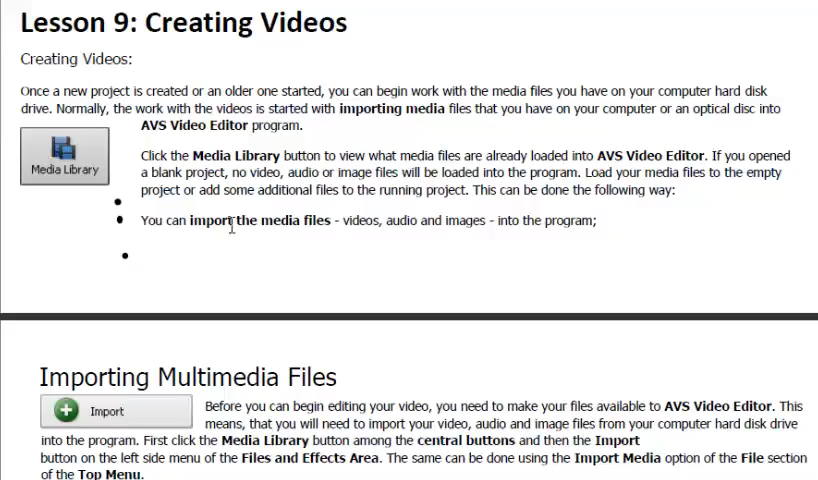 Lesson 9: Creating Videos
Creating Videos:
Once a new project is created or an older one started, you can begin work with the media files you have on your computer hard disk
drive. Normally, the work with the videos is started with importing media files that you have on your computer or an optical disc into
AVS Video Editor program.
Media Library
Click the Media Library button to view what media files are already loaded into AVS Video Editor. If you opened
a blank project, no video, audio or image files will be loaded into the program. Load your media files to the empty
project or add some additional files to the running project. This can be done the following way:
•
• You can import the media files - videos, audio and images - into the program;
•
Importing Multimedia Files
Import
Before you can begin editing your video, you need to make your files available to AVS Video Editor. This
means, that you will need to import your video, audio and image files from your computer hard disk drive
into the program. First click the Media Library button among the central buttons and then the Import
button on the left side menu of the Files and Effects Area. The same can be done using the Import Media option of the File section
of the Top Menu.